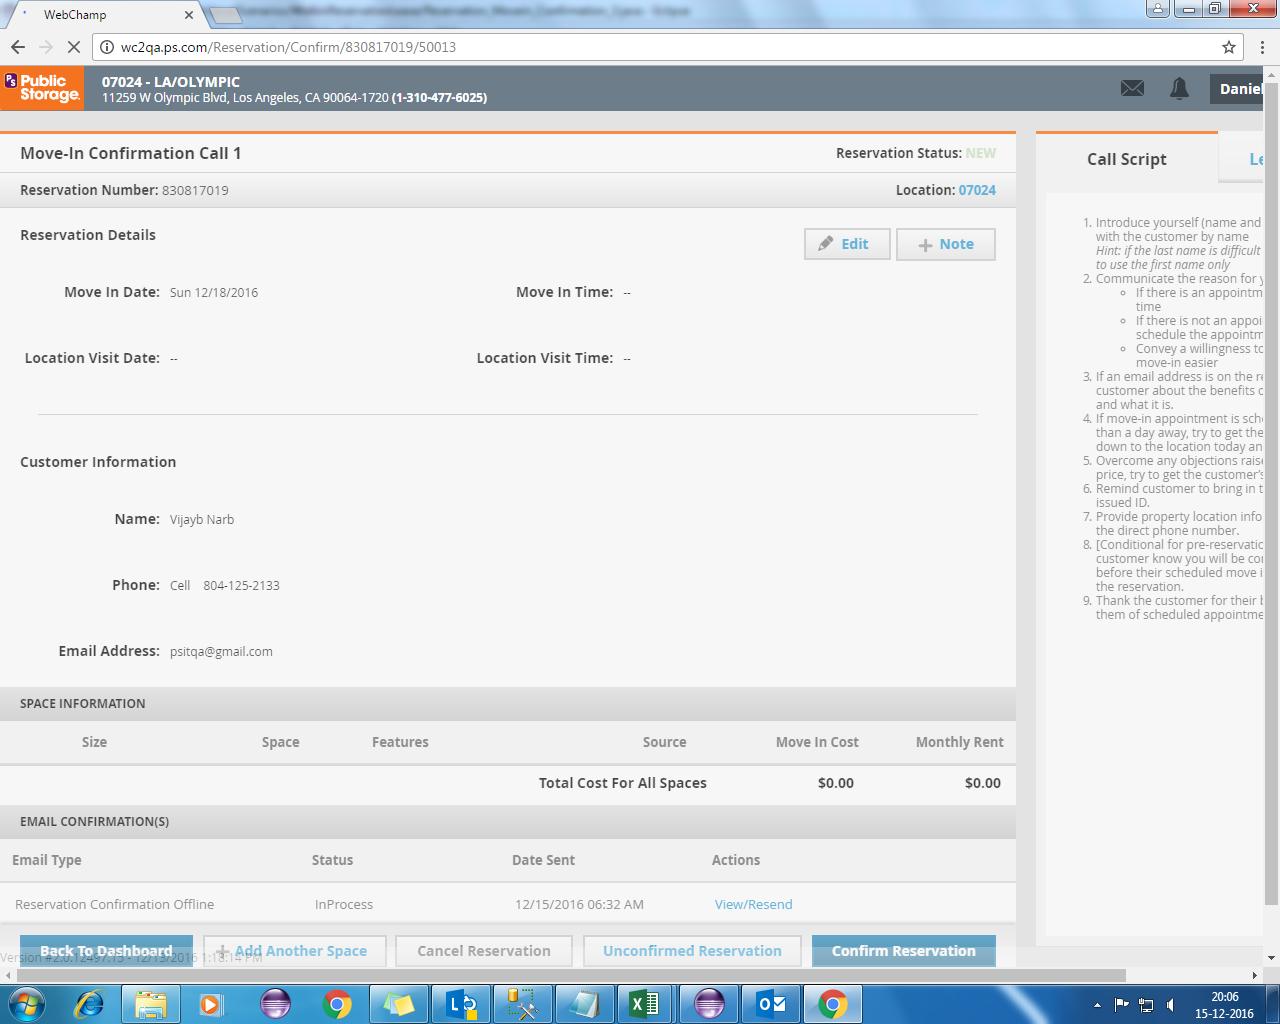 WebChamp
wc2qa.ps.com/Reservation/Confirm/830817019/50013
Ps Public Storage.
07024 - LA/OLYMPIC
11259 W Olympic Blvd, Los Angeles, CA 90064-1720 (1-310-477-6025)
Daniel
Move-In Confirmation Call 1
Reservation Status: NEW
Reservation Number: 830817019
Location: 07024
Reservation Details
Edit
Note
Move In Date: Sun 12/18/2016
Move In Time: --
Location Visit Date: --
Location Visit Time: --
Customer Information
Name: Vijayb Narb
Phone: Cell 804-125-2133
Email Address: psitqa@gmail.com
SPACE INFORMATION
Size Space Features Source Move In Cost Monthly Rent
Total Cost For All Spaces $0.00 $0.00
EMAIL CONFIRMATION(S)
Email Type Status Date Sent Actions
Reservation Confirmation Offline InProcess 12/15/2016 06:32 AM View/Resend
Back To Dashboard
Add Another Space
Cancel Reservation
Unconfirmed Reservation
Confirm Reservation
Version #2.0.12497.15 - 12/13/2016 1:13:14 PM
Call Script
Le
1. Introduce yourself (name and
with the customer by name
Hint: if the last name is difficult
to use the first name only
2. Communicate the reason for y
If there is an appointm
time
If there is not an appoi
schedule the appointm
Convey a willingness to
move-in easier
3. If an email address is on the re
customer about the benefits o
and what it is.
4. If move-in appointment is sche
than a day away, try to get the
down to the location today an
5. Overcome any objections raise
price, try to get the customer's
6. Remind customer to bring in t
issued ID.
7. Provide property location info
the direct phone number.
8. [Conditional for pre-reservatio
customer know you will be con
before their scheduled move i
the reservation.
9. Thank the customer for their b
them of scheduled appointme
20:06
15-12-2016